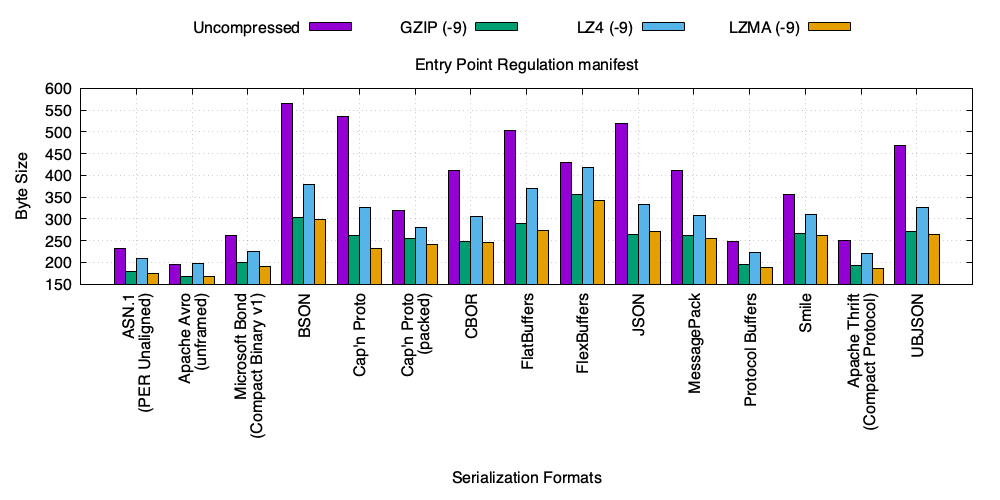 Uncompressed GZIP (-9) LZ4 (-9) LZMA (-9)
Entry Point Regulation manifest
600
550
500
450
400
350
300
250
200
150
Byte Size
ASN.1
(PER Unaligned)
Apache Avro
(unframed)
Microsoft Bond
(Compact Binary v1)
BSON
Cap'n Proto
Cap'n Proto
(packed)
CBOR
FlatBuffers
FlexBuffers
JSON
MessagePack
Protocol Buffers
Smile
Apache Thrift
(Compact Protocol)
UBJSON
Serialization Formats